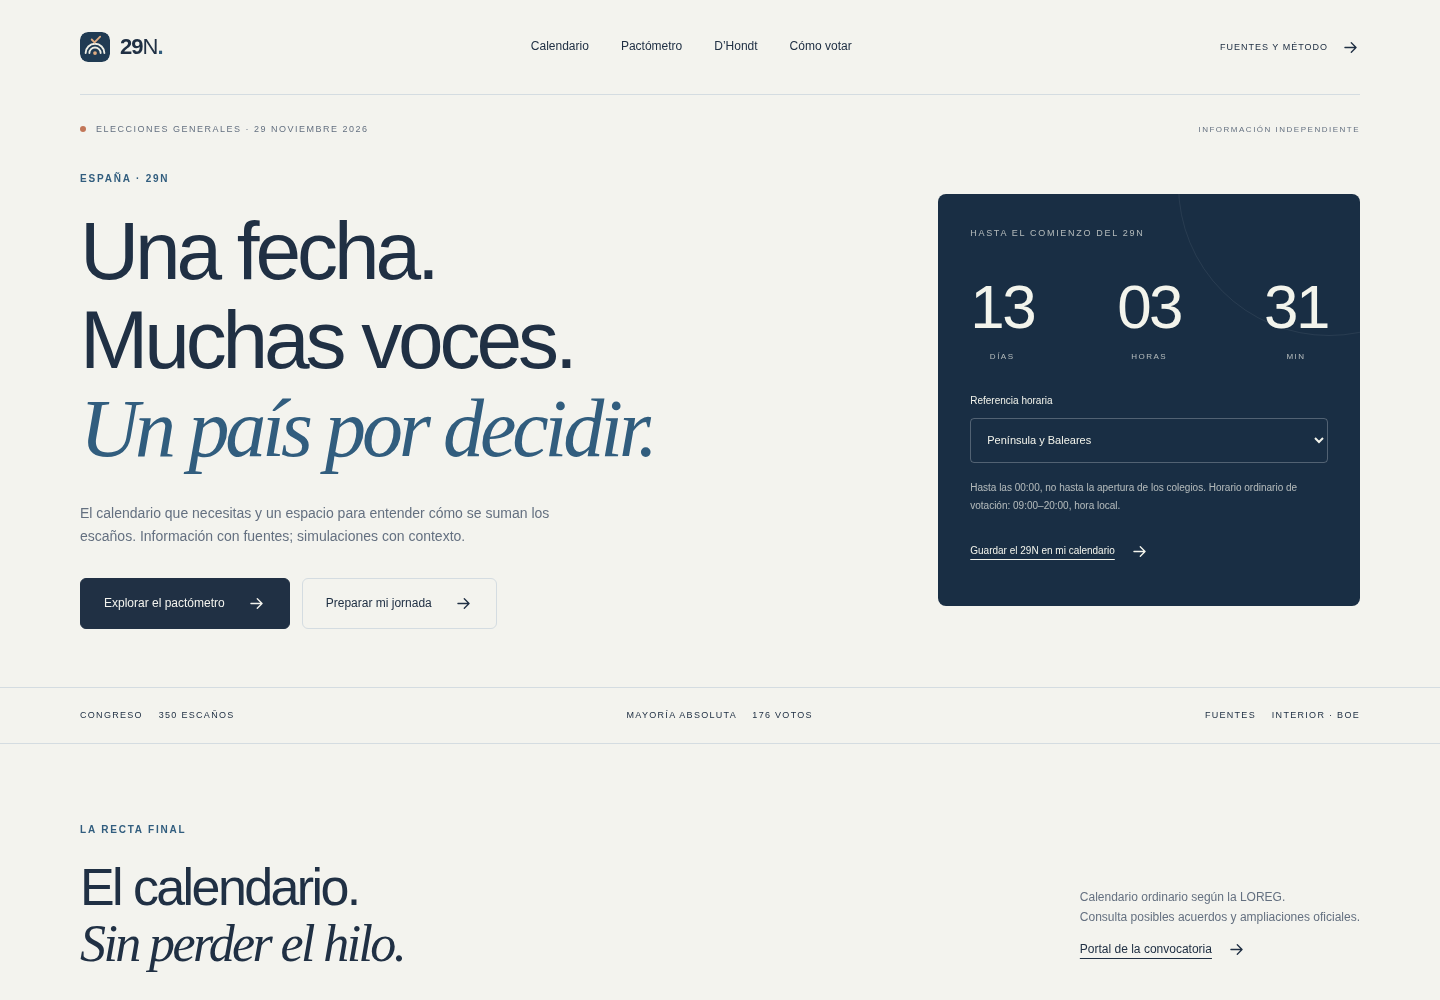 29N.
Calendario
Pactómetro
D'Hondt
Cómo votar
FUENTES Y MÉTODO
ELECCIONES GENERALES · 29 NOVIEMBRE 2026
INFORMACIÓN INDEPENDIENTE
ESPAÑA · 29N
Una fecha.
Muchas voces.
Un país por decidir.
El calendario que necesitas y un espacio para entender cómo se suman los
escaños. Información con fuentes; simulaciones con contexto.
Explorar el pactómetro
Preparar mi jornada
HASTA EL COMIENZO DEL 29N
13 03 31
DÍAS HORAS MIN
Referencia horaria
Península y Baleares
Hasta las 00:00, no hasta la apertura de los colegios. Horario ordinario de
votación: 09:00–20:00, hora local.
Guardar el 29N en mi calendario
CONGRESO 350 ESCAÑOS
MAYORÍA ABSOLUTA 176 VOTOS
FUENTES INTERIOR · BOE
LA RECTA FINAL
El calendario.
Sin perder el hilo.
Calendario ordinario según la LOREG.
Consulta posibles acuerdos y ampliaciones oficiales.
Portal de la convocatoria